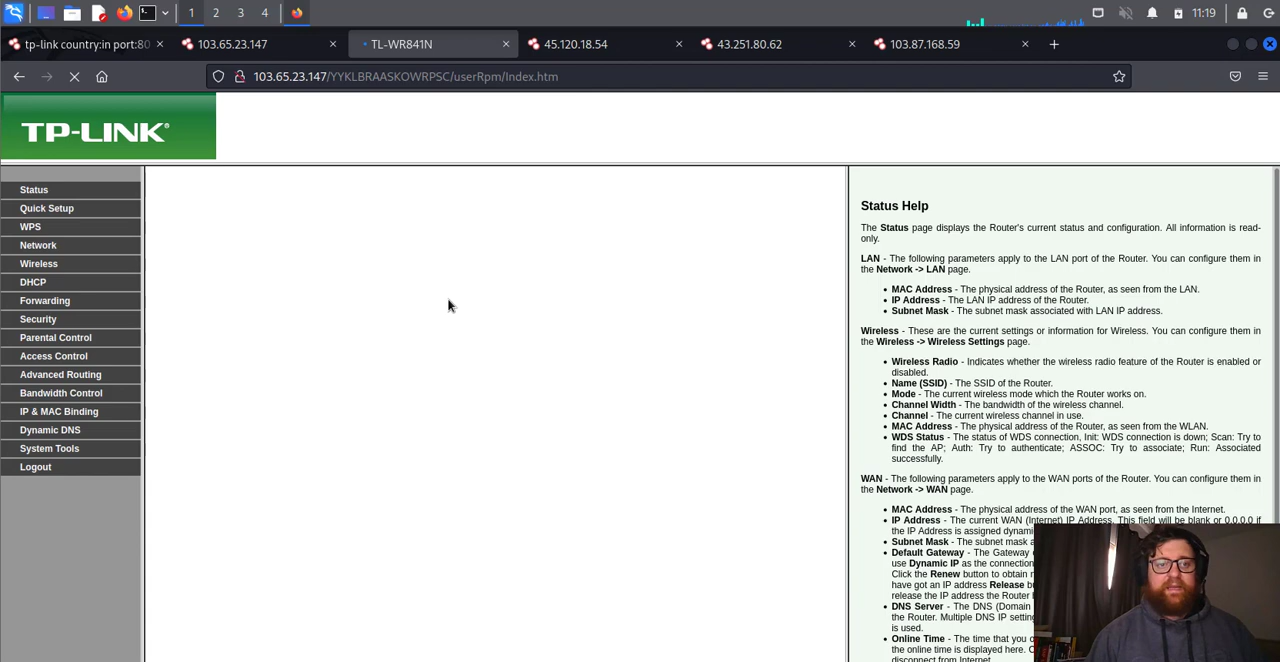 1 2 3 4 11:19
tp-link country:in port:80 103.65.23.147 TL-WR841N 45.120.18.54 43.251.80.62 103.87.168.59
103.65.23.147/YYKLBRAASKOWRPSC/userRpm/Index.htm
TP-LINK®
Status
Quick Setup
WPS
Network
Wireless
DHCP
Forwarding
Security
Parental Control
Access Control
Advanced Routing
Bandwidth Control
IP & MAC Binding
Dynamic DNS
System Tools
Logout
Status Help
The Status page displays the Router's current status and configuration. All information is read-
only.
LAN - The following parameters apply to the LAN port of the Router. You can configure them in
the Network -> LAN page.
• MAC Address - The physical address of the Router, as seen from the LAN.
• IP Address - The LAN IP address of the Router.
• Subnet Mask - The subnet mask associated with LAN IP address.
Wireless - These are the current settings or information for Wireless. You can configure them in
the Wireless -> Wireless Settings page.
• Wireless Radio - Indicates whether the wireless radio feature of the Router is enabled or
disabled.
• Name (SSID) - The SSID of the Router.
• Mode - The current wireless mode which the Router works on.
• Channel Width - The bandwidth of the wireless channel.
• Channel - The current wireless channel in use.
• MAC Address - The physical address of the Router, as seen from the WLAN.
• WDS Status - The status of WDS connection, Init: WDS connection is down; Scan: Try to
find the AP; Auth: Try to authenticate; ASSOC: Try to associate; Run: Associated
successfully.
WAN - The following parameters apply to the WAN ports of the Router. You can configure them in
the Network -> WAN page.
• MAC Address - The physical address of the WAN port, as seen from the Internet.
• IP Address - The current WAN (Internet) IP Address. This field will be blank or 0.0.0.0 if
the IP Address is assigned dynami
• Subnet Mask - The subnet mask a
• Default Gateway - The Gateway
use Dynamic IP as the connection
Click the Renew button to obtain
have got an IP address Release bu
release the IP address the Router
• DNS Server - The DNS (Domain
the Router. Multiple DNS IP setting
is used.
• Online Time - The time that you o
the online time is displayed here. C
disconnect from Internet.